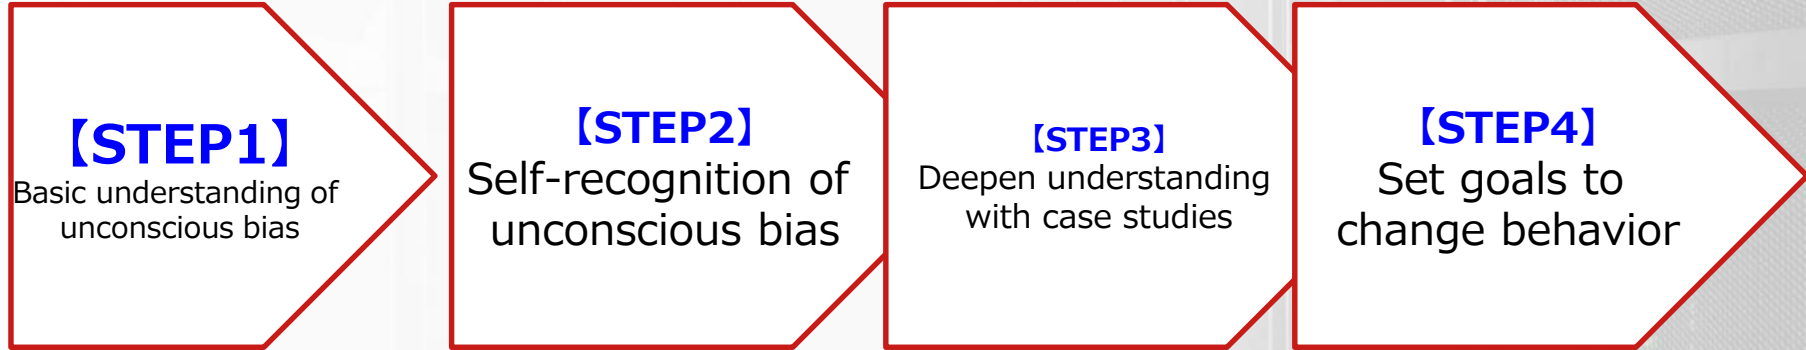 【STEP1】
Basic understanding of
unconscious bias
【STEP2】
Self-recognition of
unconscious bias
【STEP3】
Deepen understanding
with case studies
【STEP4】
Set goals to
change behavior